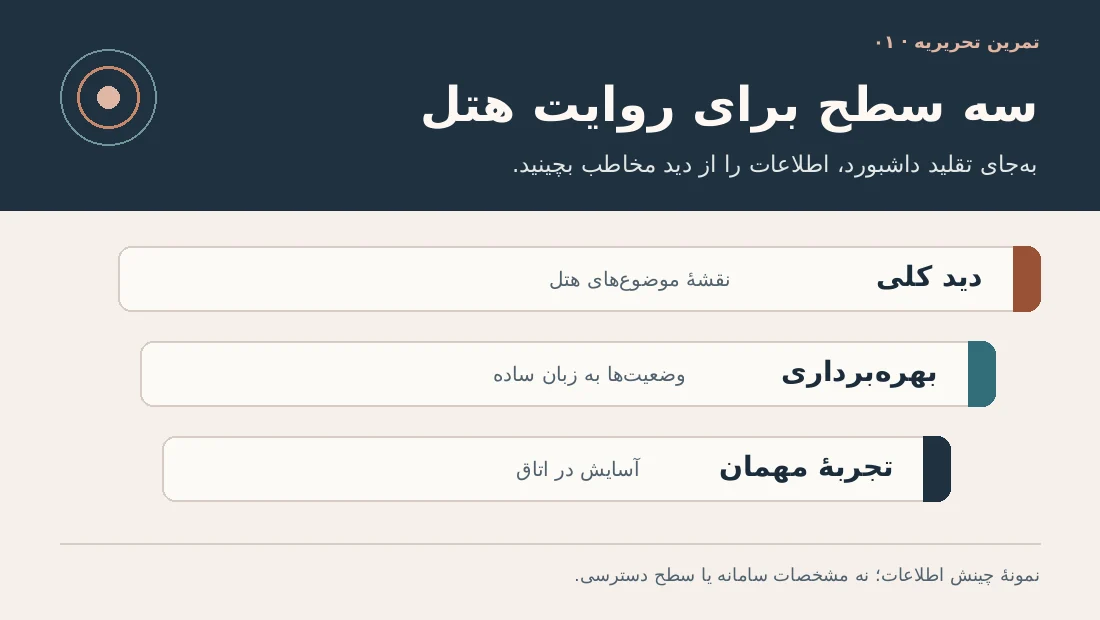 تمرین تحریریه · ۰۱
سه سطح برای روایت هتل
به‌جای تقلید داشبورد، اطلاعات را از دید مخاطب بچینید.
دید کلی
نقشهٔ موضوع‌های هتل
بهره‌برداری
وضعیت‌ها به زبان ساده
تجربهٔ مهمان
آسایش در اتاق
نمونهٔ چینش اطلاعات؛ نه مشخصات سامانه یا سطح دسترسی.